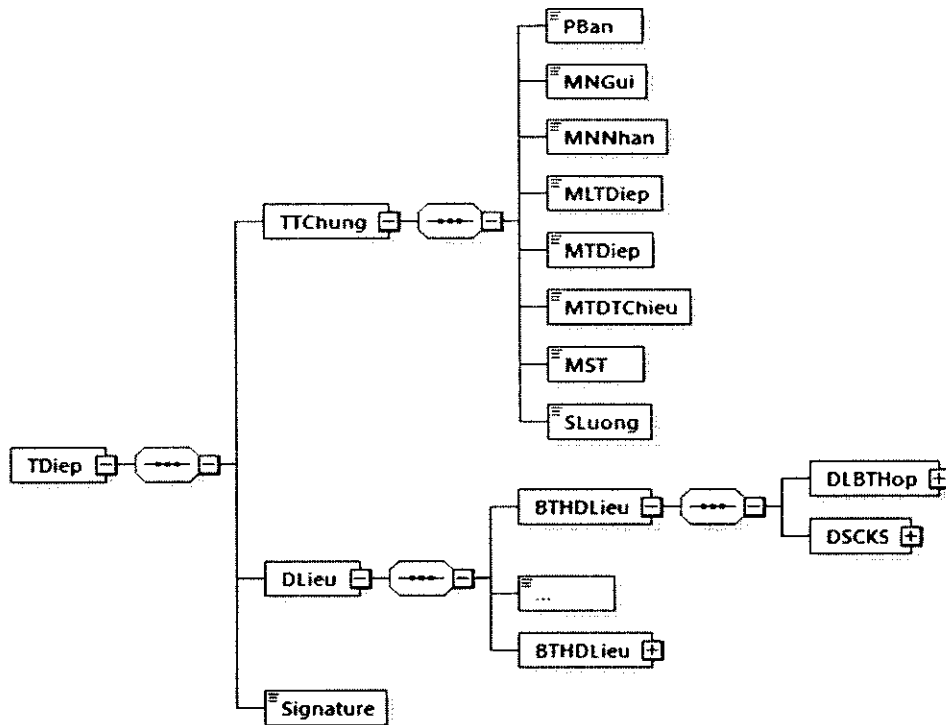 PBan
MNGui
MNNhan
MLTDiep
TTChung
MTDiep
MTDTChieu
MST
SLuong
TDiep
BTHDLieu
DLBTHop
DSCKS
DLieu
...
BTHDLieu
Signature